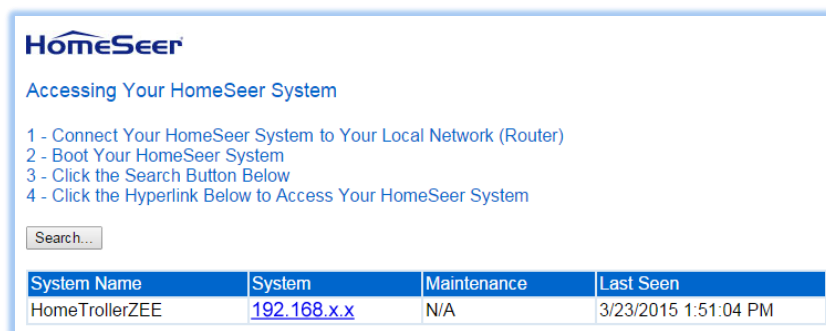 HomeSeer
Accessing Your HomeSeer System
1 - Connect Your HomeSeer System to Your Local Network (Router)
2 - Boot Your HomeSeer System
3 - Click the Search Button Below
4 - Click the Hyperlink Below to Access Your HomeSeer System
Search...
System Name System Maintenance Last Seen
HomeTrollerZEE 192.168.x.x N/A 3/23/2015 1:51:04 PM